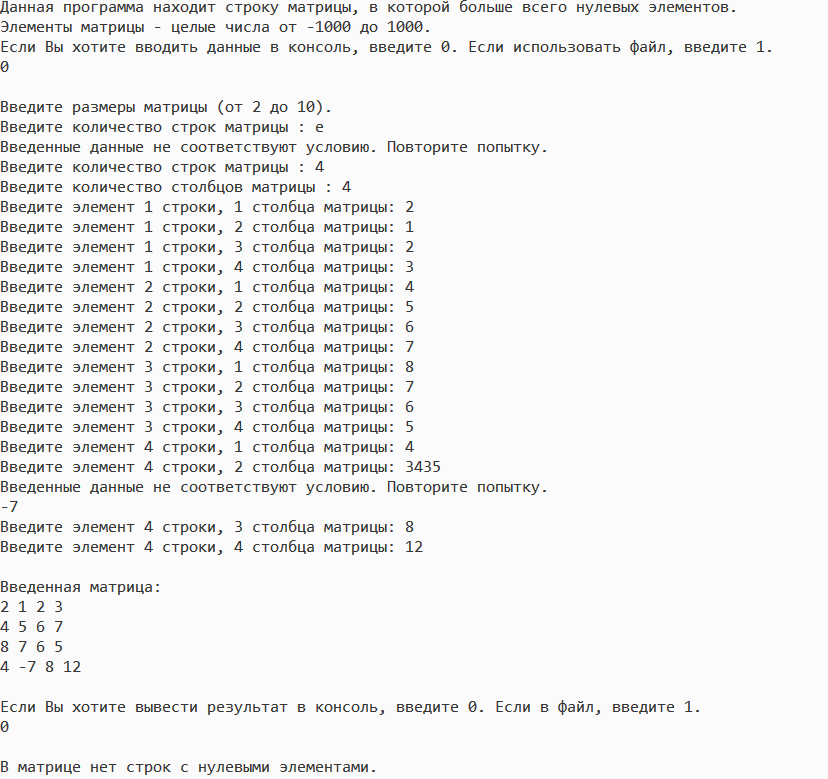 Данная программа находит строку матрицы, в которой больше всего нулевых элементов.
Элементы матрицы - целые числа от -1000 до 1000.
Если Вы хотите вводить данные в консоль, введите 0. Если использовать файл, введите 1.
0
Введите размеры матрицы (от 2 до 10).
Введите количество строк матрицы : е
Введенные данные не соответствуют условию. Повторите попытку.
Введите количество строк матрицы : 4
Введите количество столбцов матрицы : 4
Введите элемент 1 строки, 1 столбца матрицы: 2
Введите элемент 1 строки, 2 столбца матрицы: 1
Введите элемент 1 строки, 3 столбца матрицы: 2
Введите элемент 1 строки, 4 столбца матрицы: 3
Введите элемент 2 строки, 1 столбца матрицы: 4
Введите элемент 2 строки, 2 столбца матрицы: 5
Введите элемент 2 строки, 3 столбца матрицы: 6
Введите элемент 2 строки, 4 столбца матрицы: 7
Введите элемент 3 строки, 1 столбца матрицы: 8
Введите элемент 3 строки, 2 столбца матрицы: 7
Введите элемент 3 строки, 3 столбца матрицы: 6
Введите элемент 3 строки, 4 столбца матрицы: 5
Введите элемент 4 строки, 1 столбца матрицы: 4
Введите элемент 4 строки, 2 столбца матрицы: 3435
Введенные данные не соответствуют условию. Повторите попытку.
-7
Введите элемент 4 строки, 3 столбца матрицы: 8
Введите элемент 4 строки, 4 столбца матрицы: 12
Введенная матрица:
2 1 2 3
4 5 6 7
8 7 6 5
4 -7 8 12
Если Вы хотите вывести результат в консоль, введите 0. Если в файл, введите 1.
0
В матрице нет строк с нулевыми элементами.